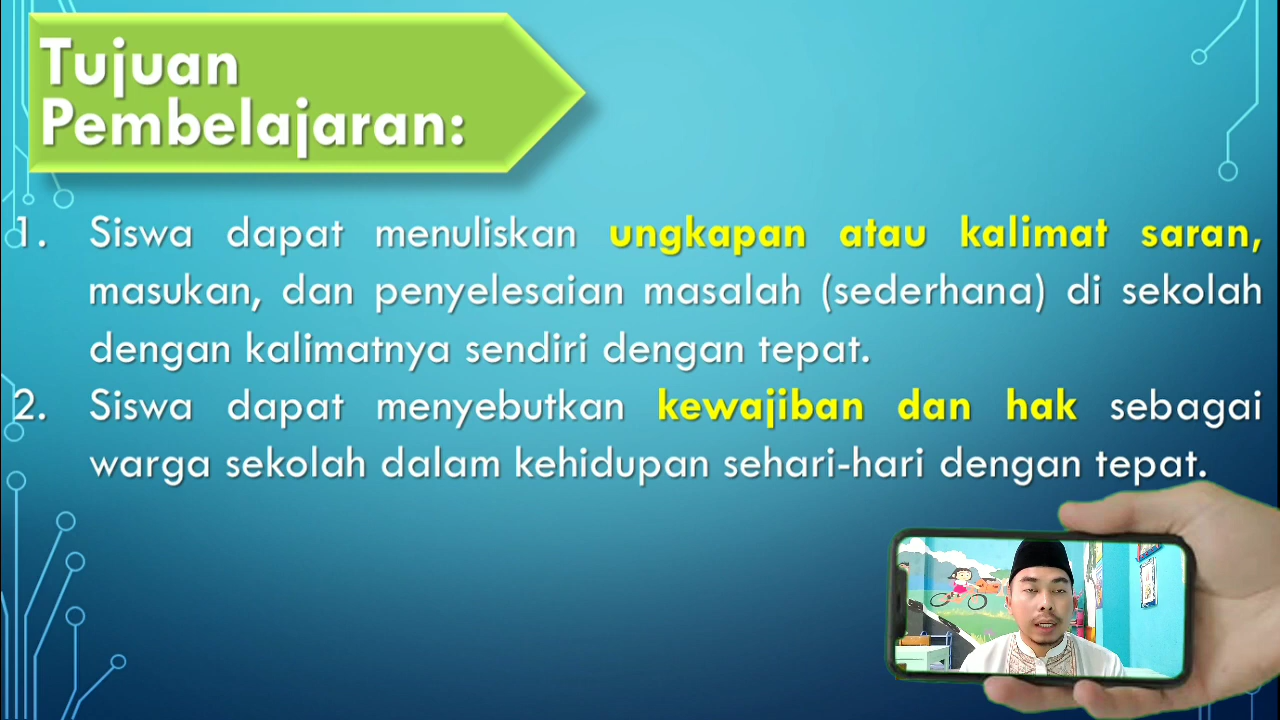 Tujuan
Pembelajaran:
1. Siswa dapat menuliskan ungkapan atau kalimat saran,
masukan, dan penyelesaian masalah (sederhana) di sekolah
dengan kalimatnya sendiri dengan tepat.
2. Siswa dapat menyebutkan kewajiban dan hak sebagai
warga sekolah dalam kehidupan sehari-hari dengan tepat.